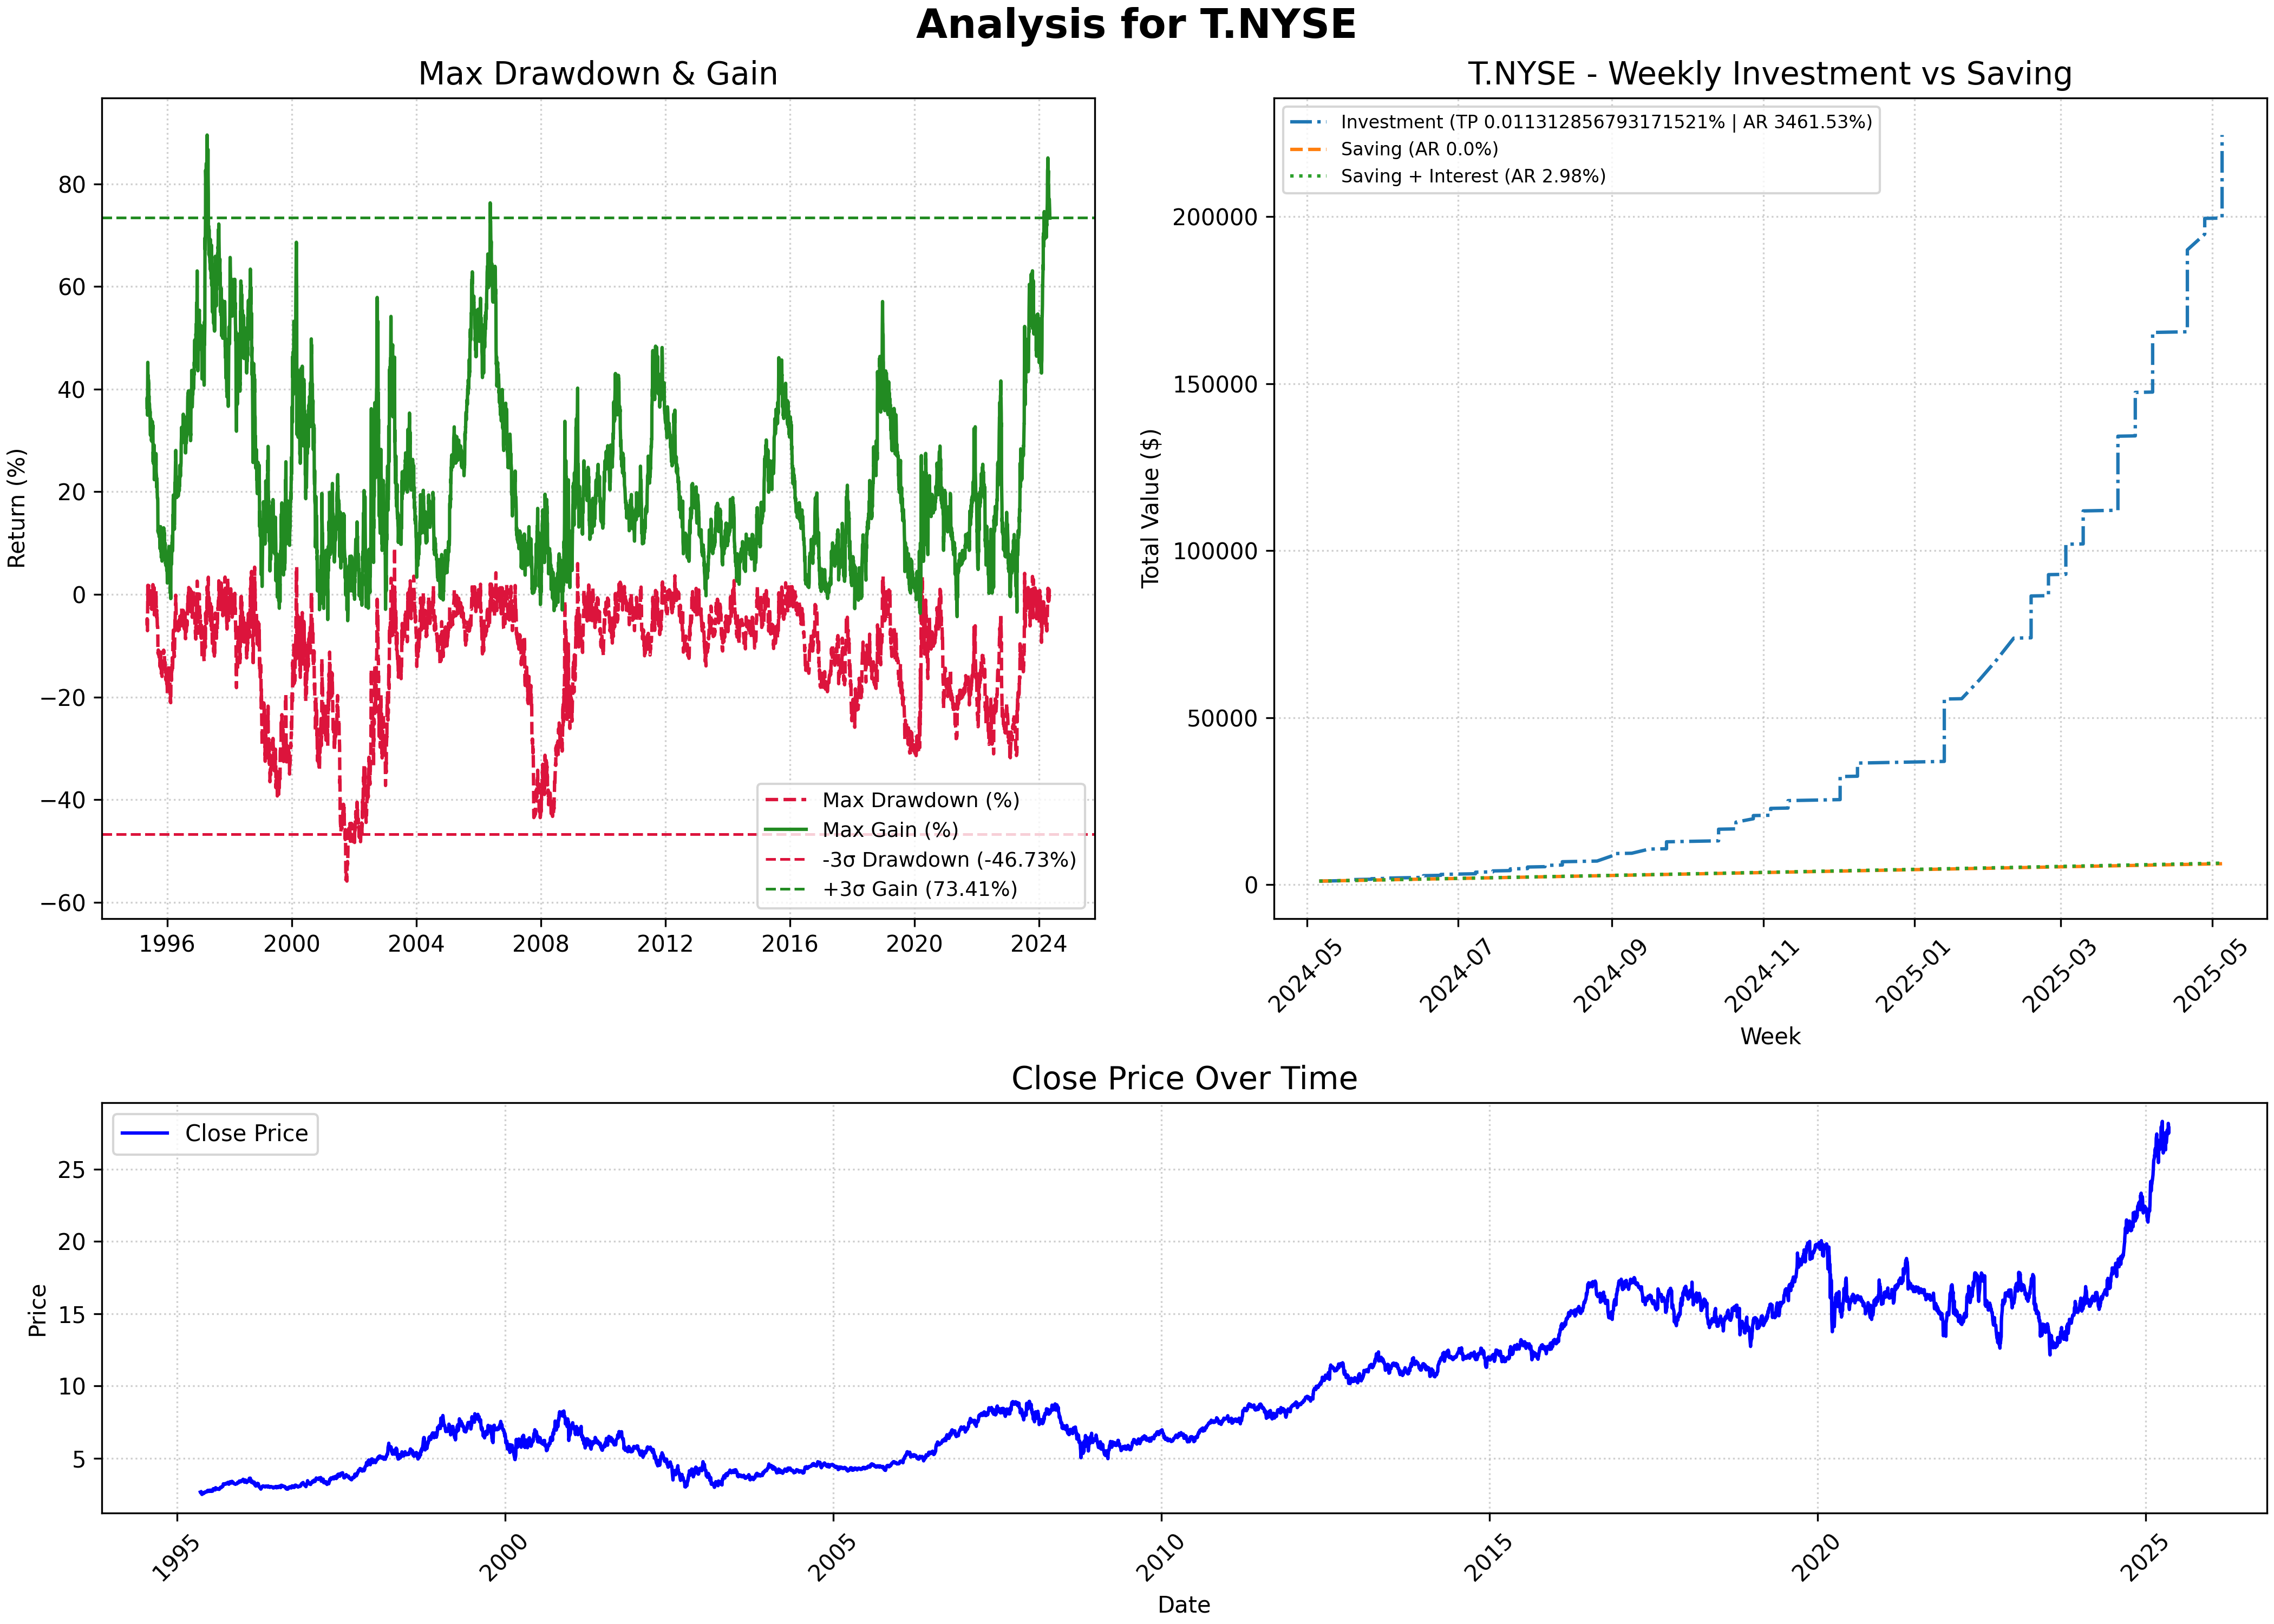 Analysis for T.NYSE
Max Drawdown & Gain
Return (%)
80
60
40
20
0
−20
−40
−60
1996
2000
2004
2008
2012
2016
2020
2024
Max Drawdown (%)
Max Gain (%)
-3σ Drawdown (-46.73%)
+3σ Gain (73.41%)
T.NYSE - Weekly Investment vs Saving
Investment (TP 0.011312856793171521% | AR 3461.53%)
Saving (AR 0.0%)
Saving + Interest (AR 2.98%)
Total Value ($)
200000
150000
100000
50000
0
2024-05
2024-07
2024-09
2024-11
2025-01
2025-03
2025-05
Week
Close Price Over Time
Close Price
Price
25
20
15
10
5
1995
2000
2005
2010
2015
2020
2025
Date